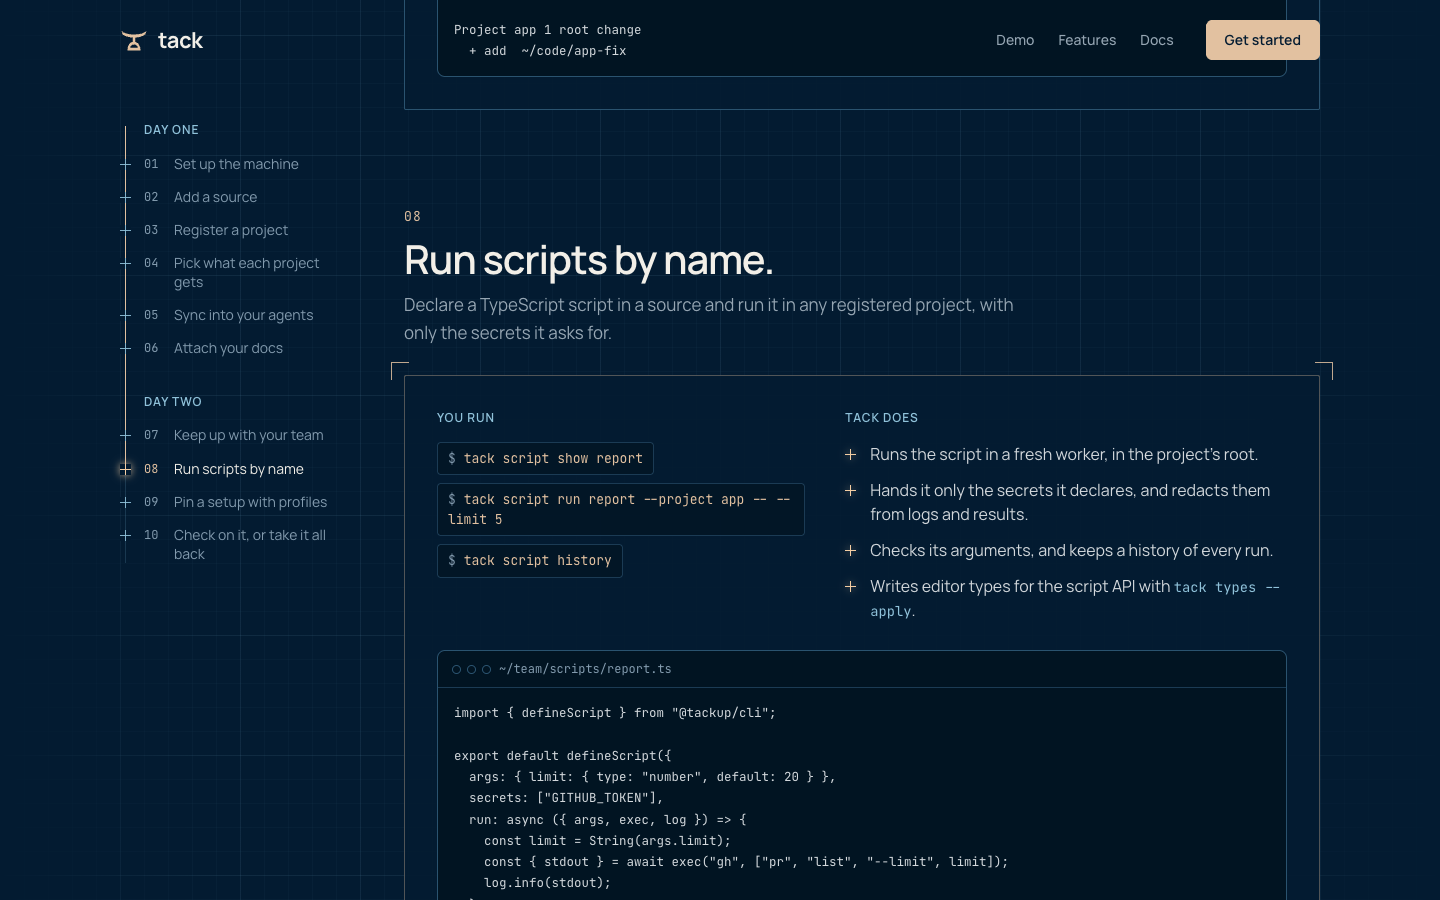 tack
Demo
Features
Docs
Get started
Project app 1 root change
+ add  ~/code/app-fix
DAY ONE
01 Set up the machine
02 Add a source
03 Register a project
04 Pick what each project
gets
05 Sync into your agents
06 Attach your docs
DAY TWO
07 Keep up with your team
08 Run scripts by name
09 Pin a setup with profiles
10 Check on it, or take it all
back
08
Run scripts by name.
Declare a TypeScript script in a source and run it in any registered project, with
only the secrets it asks for.
YOU RUN
$ tack script show report
$ tack script run report --project app -- --
limit 5
$ tack script history
TACK DOES
Runs the script in a fresh worker, in the project's root.
Hands it only the secrets it declares, and redacts them
from logs and results.
Checks its arguments, and keeps a history of every run.
Writes editor types for the script API with tack types --
apply.
~/team/scripts/report.ts
import { defineScript } from "@tackup/cli";
export default defineScript({
args: { limit: { type: "number", default: 20 } },
secrets: ["GITHUB_TOKEN"],
run: async ({ args, exec, log }) => {
const limit = String(args.limit);
const { stdout } = await exec("gh", ["pr", "list", "--limit", limit]);
log.info(stdout);